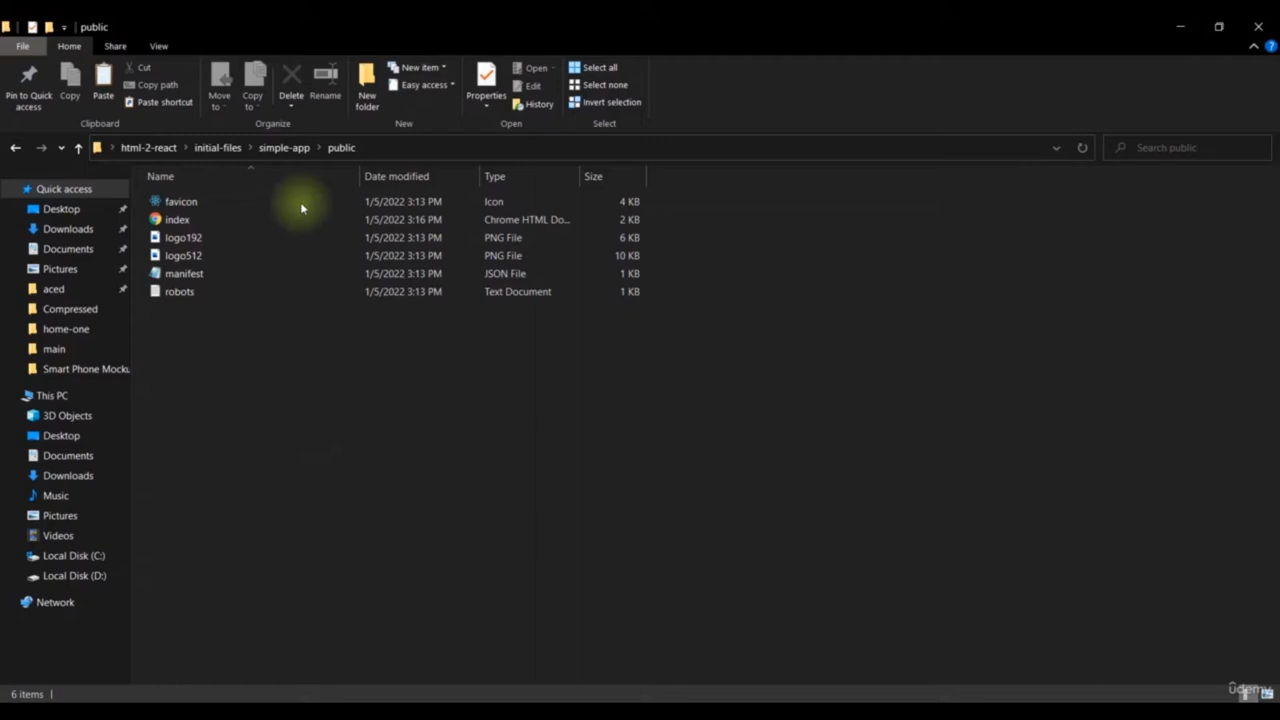 public
File Home Share View
Pin to Quick access
Copy
Paste
Cut
Copy path
Paste shortcut
Clipboard
Move to
Copy to
Delete
Rename
Organize
New folder
New item
Easy access
New
Properties
Open
Edit
History
Open
Select all
Select none
Invert selection
Select
html-2-react > initial-files > simple-app > public
Search public
Name Date modified Type Size
favicon 1/5/2022 3:13 PM Icon 4 KB
index 1/5/2022 3:16 PM Chrome HTML Do... 2 KB
logo192 1/5/2022 3:13 PM PNG File 6 KB
logo512 1/5/2022 3:13 PM PNG File 10 KB
manifest 1/5/2022 3:13 PM JSON File 1 KB
robots 1/5/2022 3:13 PM Text Document 1 KB
Quick access
Desktop
Downloads
Documents
Pictures
aced
Compressed
home-one
main
Smart Phone Mocku
This PC
3D Objects
Desktop
Documents
Downloads
Music
Pictures
Videos
Local Disk (C:)
Local Disk (D:)
Network
6 items
ûdemy